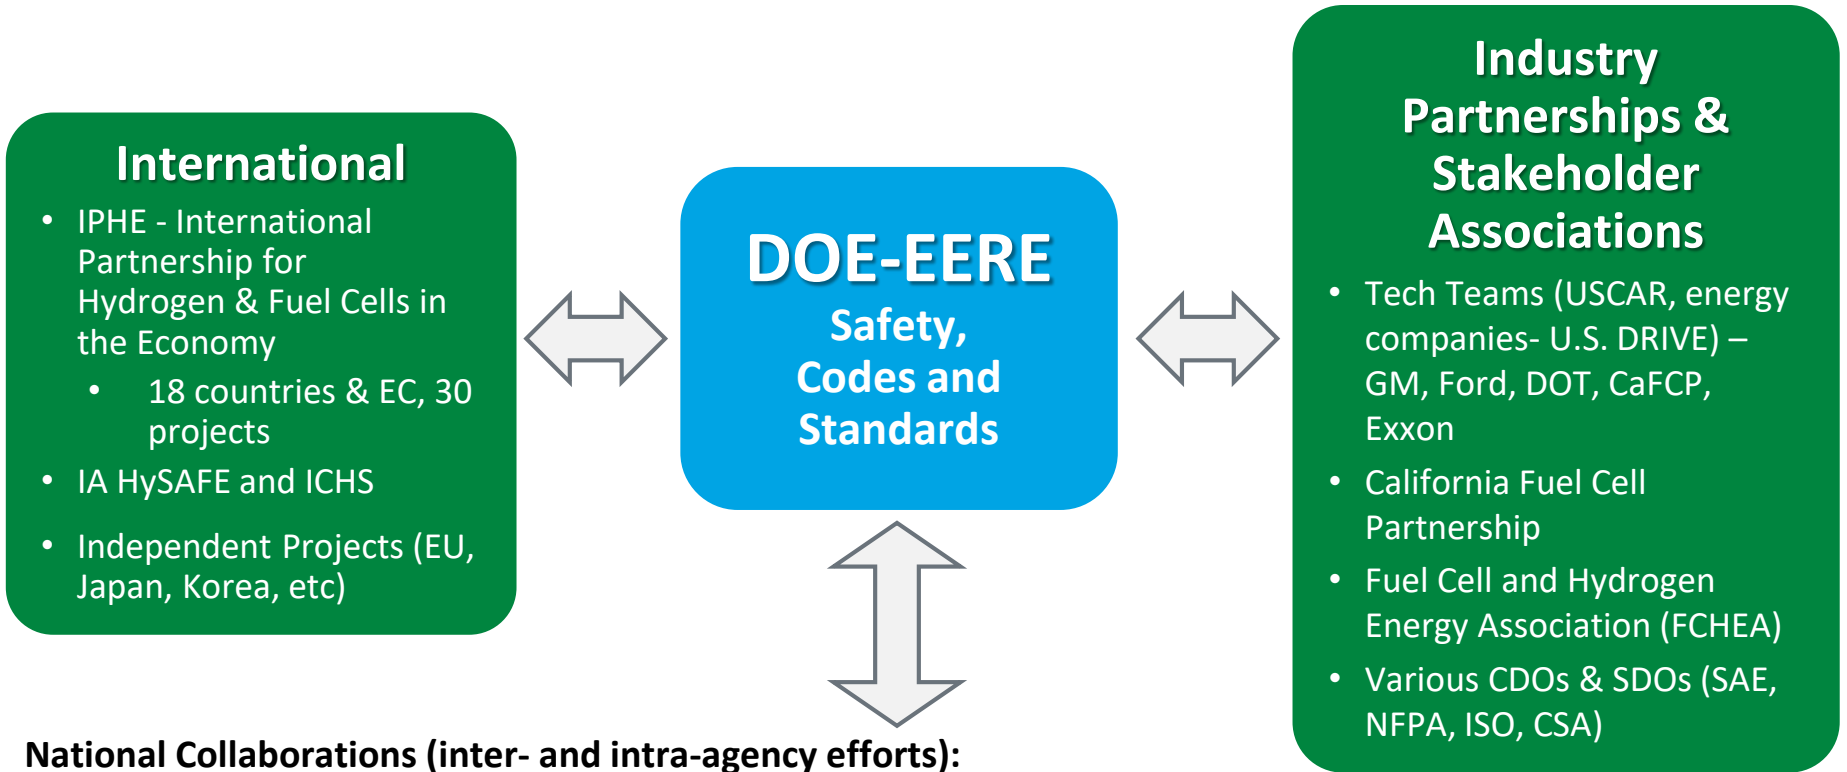 International
• IPHE - International
Partnership for
Hydrogen & Fuel Cells in
the Economy
• 18 countries & EC, 30
projects
• IA HySAFE and ICHS
• Independent Projects (EU,
Japan, Korea, etc)
DOE-EERE
Safety,
Codes and
Standards
Industry
Partnerships &
Stakeholder
Associations
• Tech Teams (USCAR, energy
companies- U.S. DRIVE) –
GM, Ford, DOT, CaFCP,
Exxon
• California Fuel Cell
Partnership
• Fuel Cell and Hydrogen
Energy Association (FCHEA)
• Various CDOs & SDOs (SAE,
NFPA, ISO, CSA)
National Collaborations (inter- and intra-agency efforts):